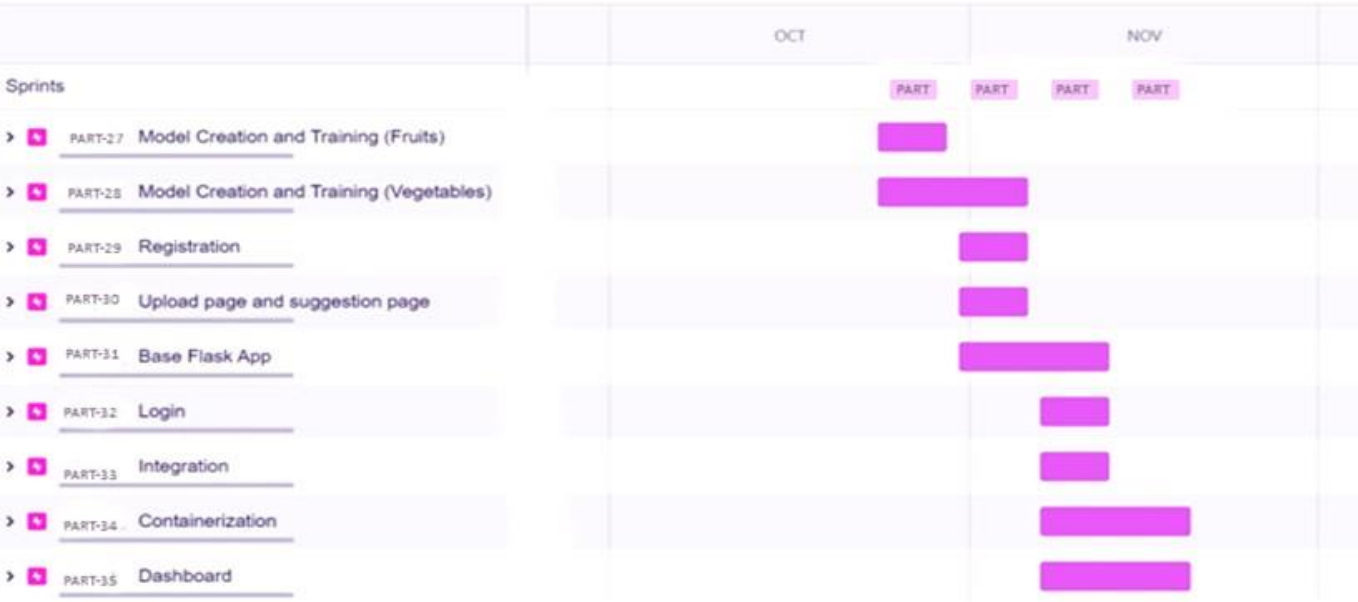 OCT NOV
Sprints PART PART PART PART
PART-27 Model Creation and Training (Fruits)
PART-28 Model Creation and Training (Vegetables)
PART-29 Registration
PART-30 Upload page and suggestion page
PART-31 Base Flask App
PART-32 Login
PART-33 Integration
PART-34 Containerization
PART-35 Dashboard